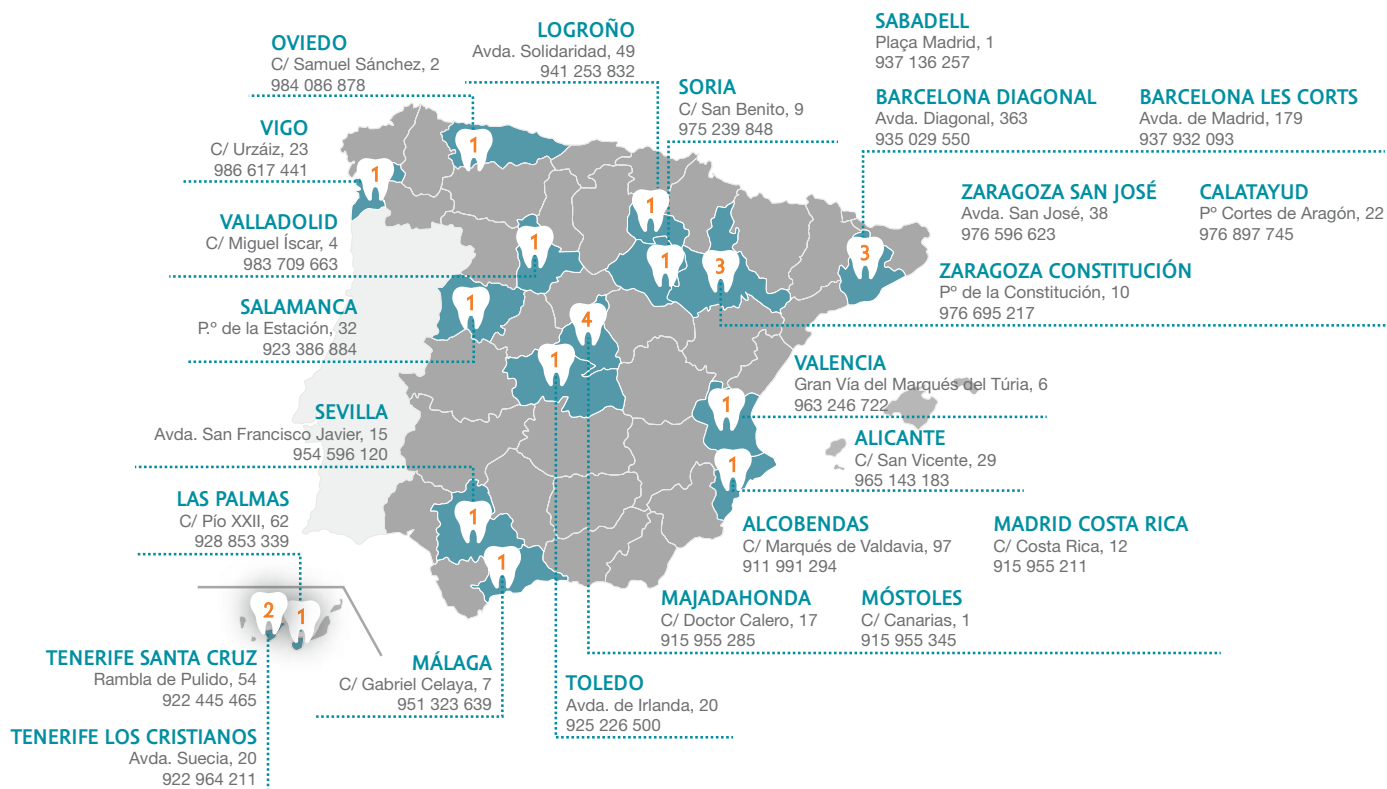 OVIEDO
C/ Samuel Sánchez, 2
984 086 878
LOGROÑO
Avda. Solidaridad, 49
941 253 832
SORIA
C/ San Benito, 9
975 239 848
SABADELL
Plaça Madrid, 1
937 136 257
BARCELONA DIAGONAL
Avda. Diagonal, 363
935 029 550
BARCELONA LES CORTS
Avda. de Madrid, 179
937 932 093
VIGO
C/ Urzáiz, 23
986 617 441
ZARAGOZA SAN JOSÉ
Avda. San José, 38
976 596 623
CALATAYUD
Pº Cortes de Aragón, 22
976 897 745
VALLADOLID
C/ Miguel Íscar, 4
983 709 663
ZARAGOZA CONSTITUCIÓN
Pº de la Constitución, 10
976 695 217
SALAMANCA
P.º de la Estación, 32
923 386 884
1
1
1
1
1
3
3
1
4
1
1
1
1
1
2
1
VALENCIA
Gran Vía del Marqués del Túria, 6
963 246 722
SEVILLA
Avda. San Francisco Javier, 15
954 596 120
ALICANTE
C/ San Vicente, 29
965 143 183
LAS PALMAS
C/ Pío XXII, 62
928 853 339
ALCOBENDAS
C/ Marqués de Valdavia, 97
911 991 294
MADRID COSTA RICA
C/ Costa Rica, 12
915 955 211
MAJADAHONDA
C/ Doctor Calero, 17
915 955 285
MÓSTOLES
C/ Canarias, 1
915 955 345
TENERIFE SANTA CRUZ
Rambla de Pulido, 54
922 445 465
MÁLAGA
C/ Gabriel Celaya, 7
951 323 639
TOLEDO
Avda. de Irlanda, 20
925 226 500
TENERIFE LOS CRISTIANOS
Avda. Suecia, 20
922 964 211